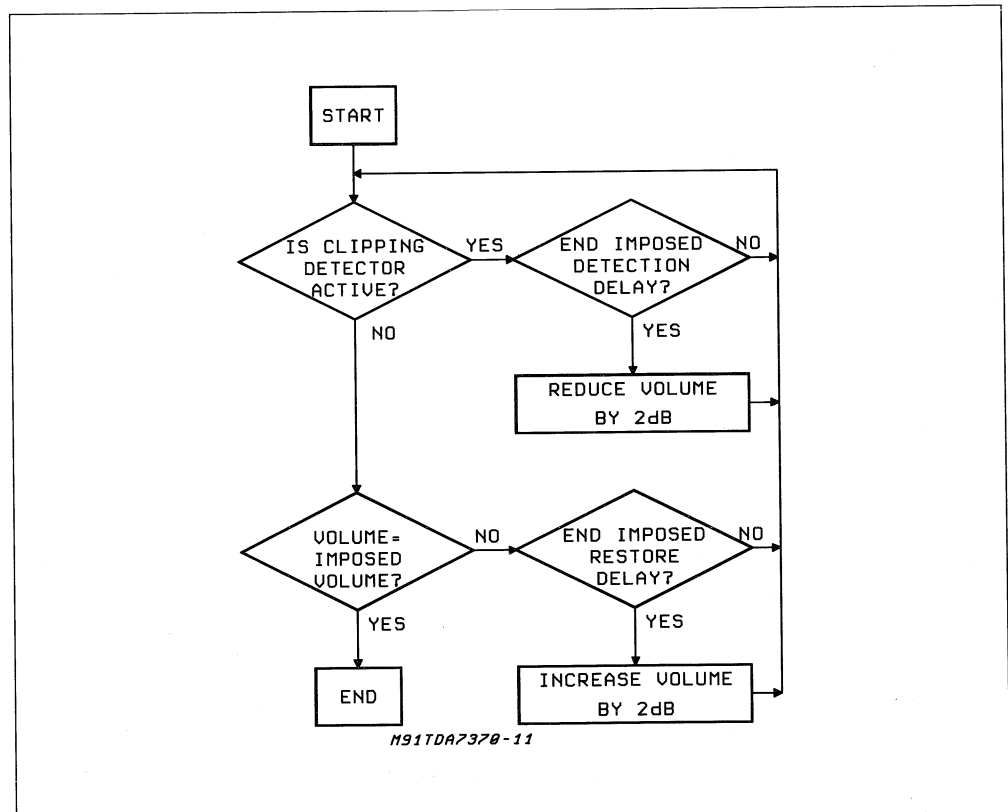 START
IS CLIPPING
DETECTOR
ACTIVE?
YES
END IMPOSED
DETECTION
DELAY?
NO
NO
YES
REDUCE VOLUME
BY 2dB
VOLUME=
IMPOSED
VOLUME?
NO
END IMPOSED
RESTORE
DELAY?
NO
YES
YES
END
INCREASE VOLUME
BY 2dB
M91TDA7370-11